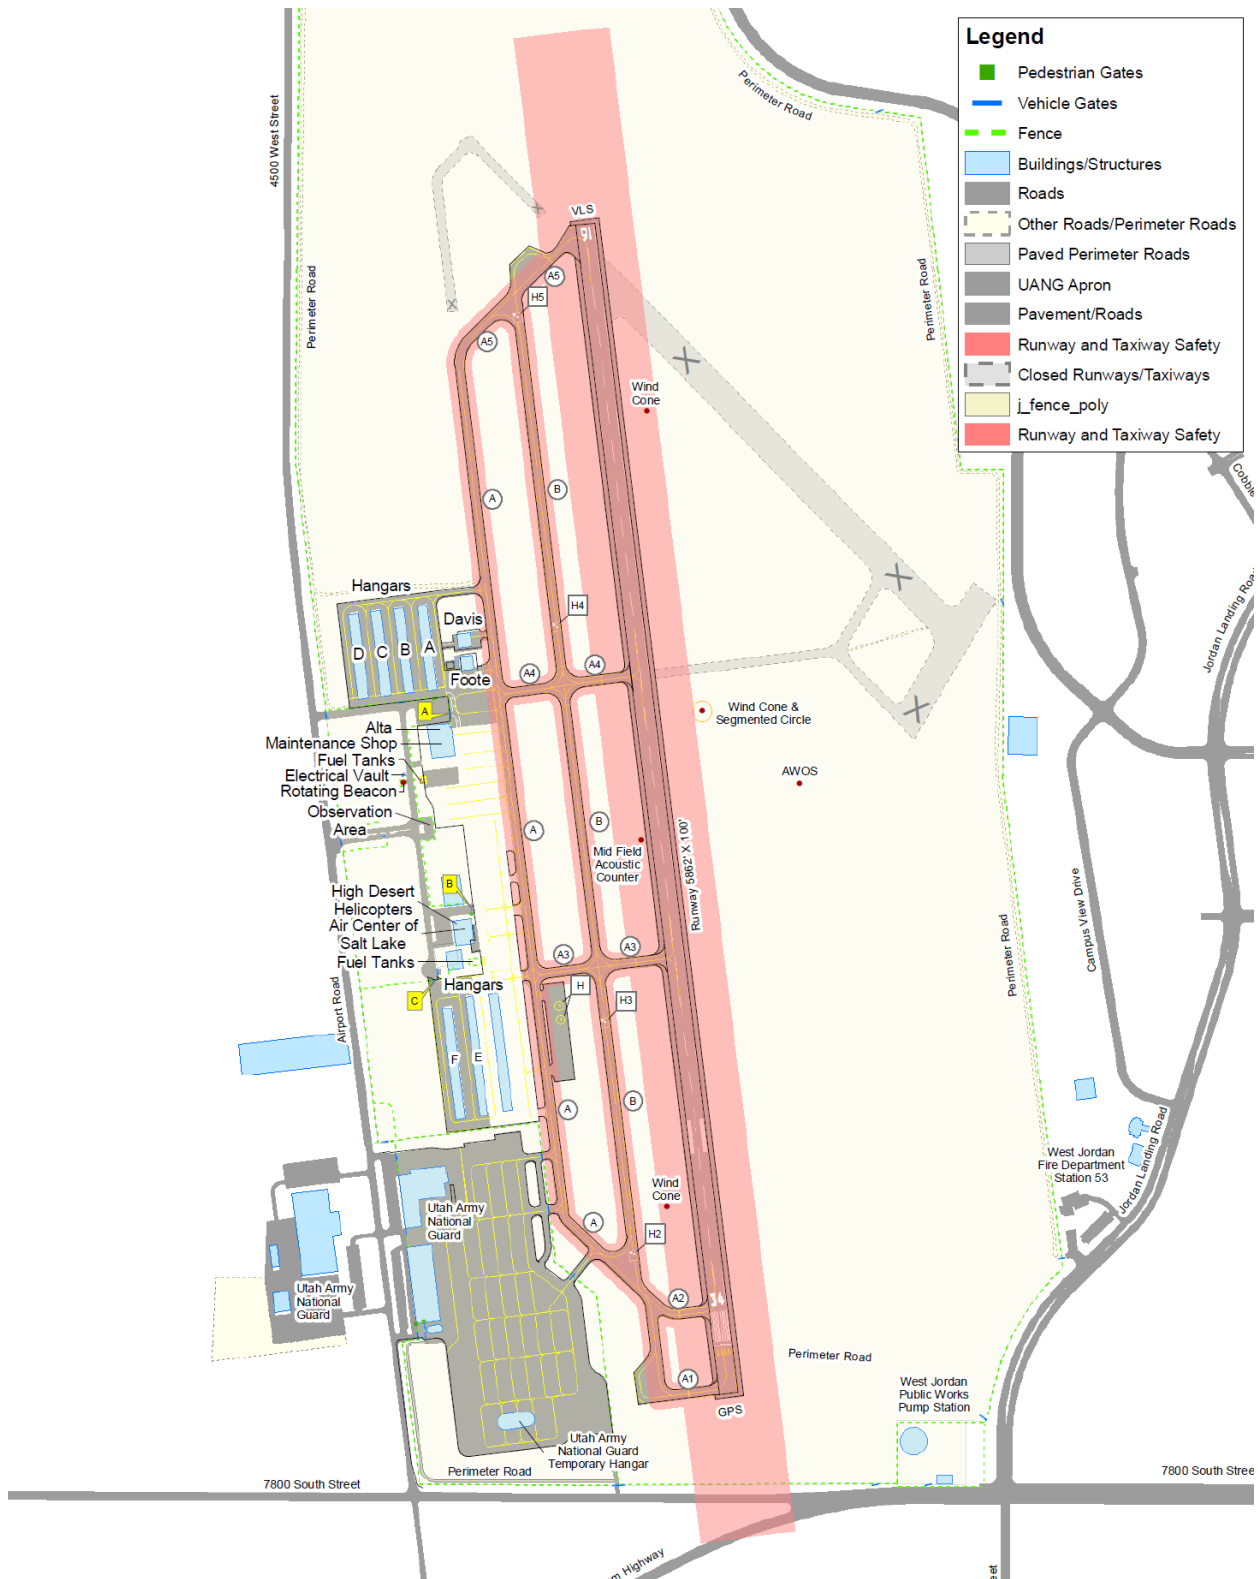 Legend
Pedestrian Gates
Vehicle Gates
Fence
Buildings/Structures
Roads
Other Roads/Perimeter Roads
Paved Perimeter Roads
UANG Apron
Pavement/Roads
Runway and Taxiway Safety
Closed Runways/Taxiways
j_fence_poly
Runway and Taxiway Safety
4500 West Street
Perimeter Road
Perimeter Road
Perimeter Road
VLS
16
A5
H5
A5
X
X
X
Wind
Cone
A
B
Cobble
Jordan Landing Road
Hangars
D
C
B
A
Davis
Foote
H4
A4
A4
X
X
A
Alta
Maintenance Shop
Fuel Tanks
Electrical Vault
Rotating Beacon
Observation
Area
Wind Cone &
Segmented Circle
AWOS
A
B
Mid Field
Acoustic
Counter
Runway 5862' X 100'
B
High Desert
Helicopters
Air Center of
Salt Lake
Fuel Tanks
C
Hangars
A3
A3
H
H3
Perimeter Road
Campus View Drive
Airport Road
F
E
A
B
West Jordan
Fire Department
Station 53
Jordan Landing Road
Utah Army
National
Guard
Wind
Cone
A
H2
Utah Army
National
Guard
A2
34
A1
GPS
Perimeter Road
West Jordan
Public Works
Pump Station
Utah Army
National Guard
Temporary Hangar
Perimeter Road
7800 South Street
7800 South Stree
m Highway
eet